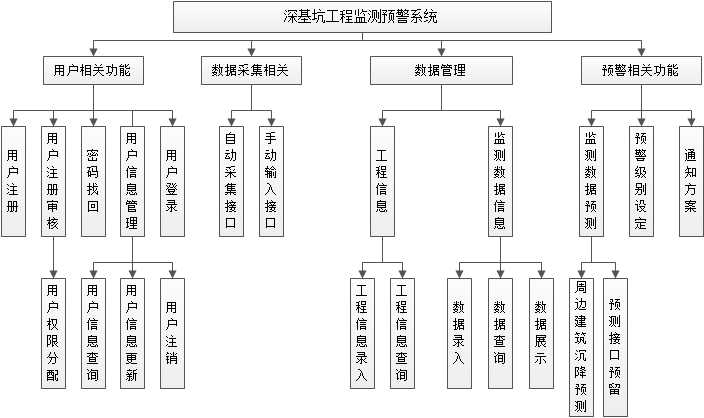 深基坑工程监测预警系统
用户相关功能
数据采集相关
数据管理
预警相关功能
用户注册
用户注册审核
密码找回
用户信息管理
用户登录
自动采集接口
手动输入接口
工程信息
监测数据信息
监测数据预测
预警级别设定
通知方案
用户权限分配
用户信息查询
用户信息更新
用户注销
工程信息录入
工程信息查询
数据录入
数据查询
数据展示
周边建筑沉降预测
预测接口预留